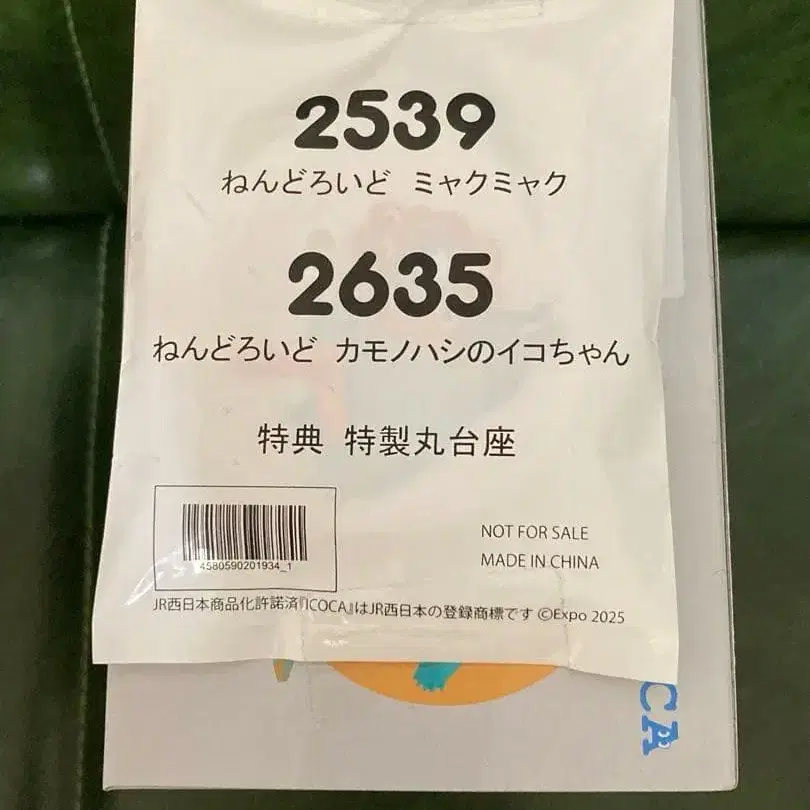 2539
ねんどろいど ミャクミャク
2635
ねんどろいど カモノハシのイコちゃん
特典 特製丸台座
4580590201934_1
NOT FOR SALE
MADE IN CHINA
JR西日本商品化許諾済『ICOCA』はJR西日本の登録商標です ©Expo 2025
CA